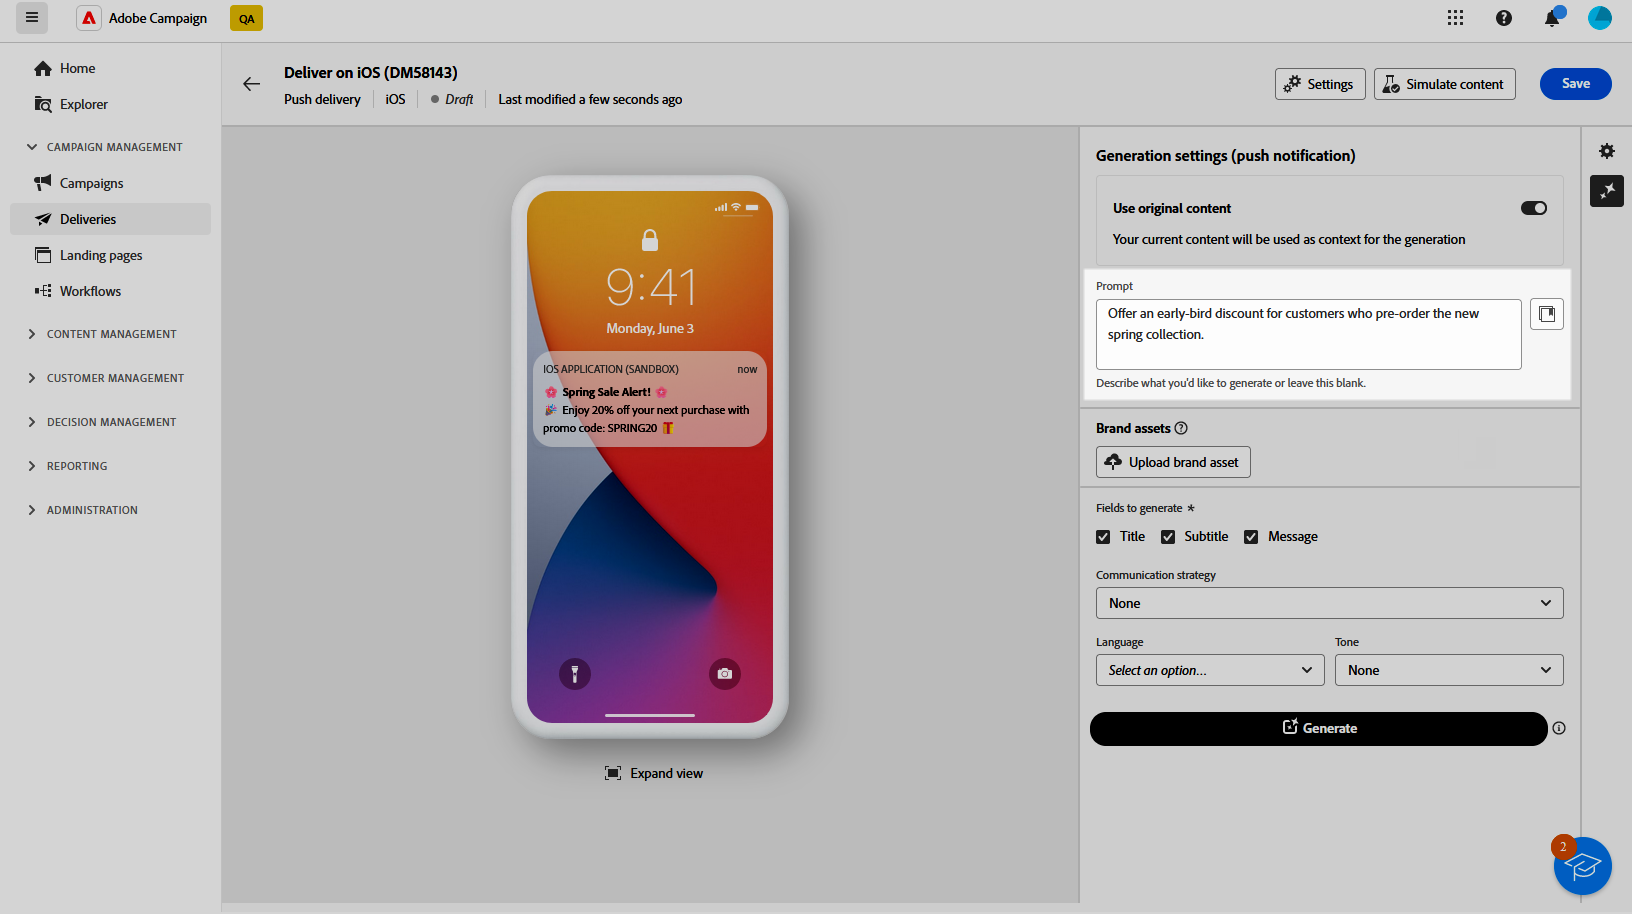 Adobe Campaign
QA
Home
Explorer
CAMPAIGN MANAGEMENT
Campaigns
Deliveries
Landing pages
Workflows
CONTENT MANAGEMENT
CUSTOMER MANAGEMENT
DECISION MANAGEMENT
REPORTING
ADMINISTRATION
Deliver on iOS (DM58143)
Push delivery
iOS
Draft
Last modified a few seconds ago
Settings
Simulate content
Save
9:41
Monday, June 3
IOS APPLICATION (SANDBOX)
now
🌸 Spring Sale Alert! 🌸
🎉 Enjoy 20% off your next purchase with
promo code: SPRING20 🎁
Expand view
Generation settings (push notification)
Use original content
Your current content will be used as context for the generation
Prompt
Offer an early-bird discount for customers who pre-order the new
spring collection.
Describe what you'd like to generate or leave this blank.
Brand assets
Upload brand asset
Fields to generate *
Title
Subtitle
Message
Communication strategy
None
Language
Tone
Select an option...
None
Generate
2